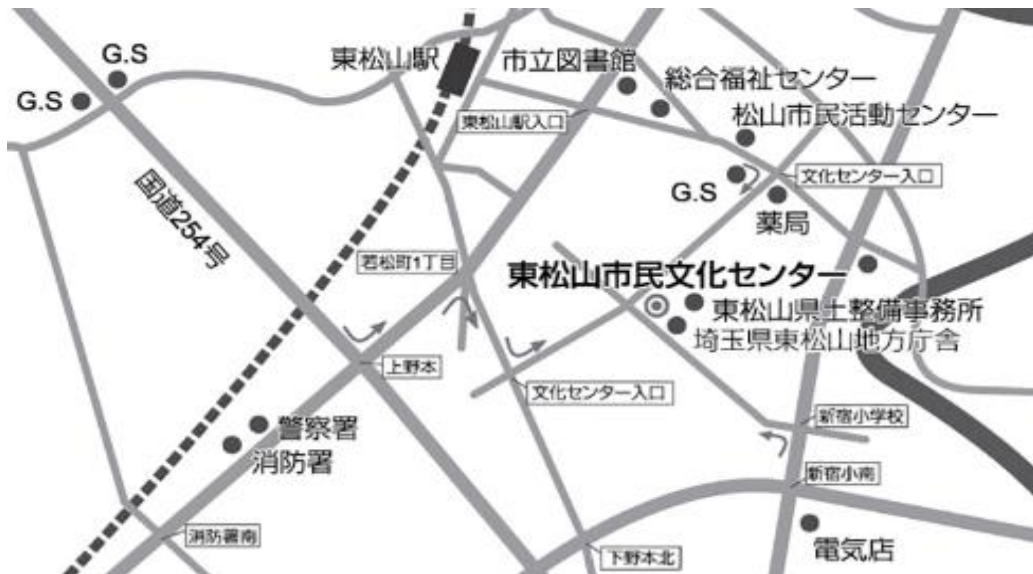 G.S
G.S
東松山駅
市立図書館
総合福祉センター
松山市民活動センター
東松山駅入口
文化センター入口
G.S
薬局
国道254号
若松町1丁目
東松山市民文化センター
東松山県土整備事務所
埼玉県東松山地方庁舎
上野本
文化センター入口
新宿小学校
警察署
消防署
新宿小南
消防署南
下野本北
電気店